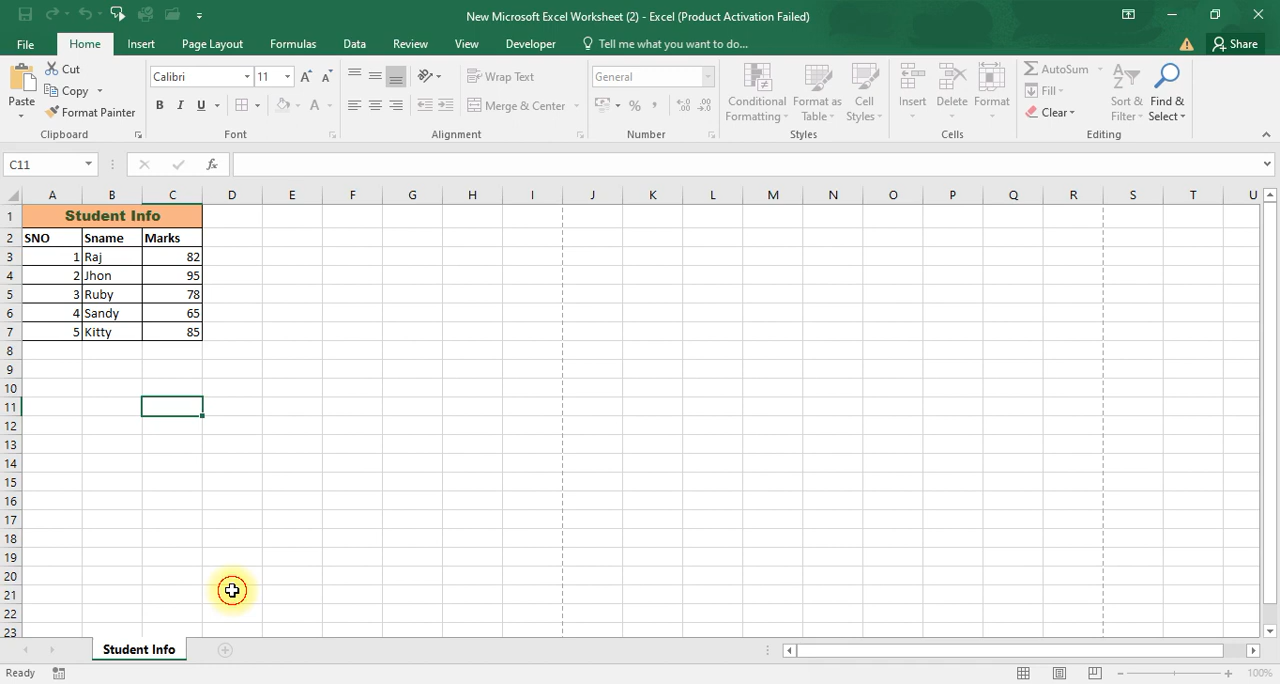 New Microsoft Excel Worksheet (2) - Excel (Product Activation Failed)
File Home Insert Page Layout Formulas Data Review View Developer Tell me what you want to do... Share
Paste
Cut
Copy
Format Painter
Clipboard
Calibri 11
B I U A
Font
Wrap Text
Merge & Center
Alignment
General
%
Number
Conditional Formatting
Format as Table
Cell Styles
Styles
Insert Delete Format
Cells
AutoSum
Fill
Clear
Sort & Filter
Find & Select
Editing
C11 fx
A B C D E F G H I J K L M N O P Q R S T U
1 Student Info
2 SNO Sname Marks
3 1 Raj 82
4 2 Jhon 95
5 3 Ruby 78
6 4 Sandy 65
7 5 Kitty 85
8
9
10
11
12
13
14
15
16
17
18
19
20
21
22
23
Student Info
Ready 100%